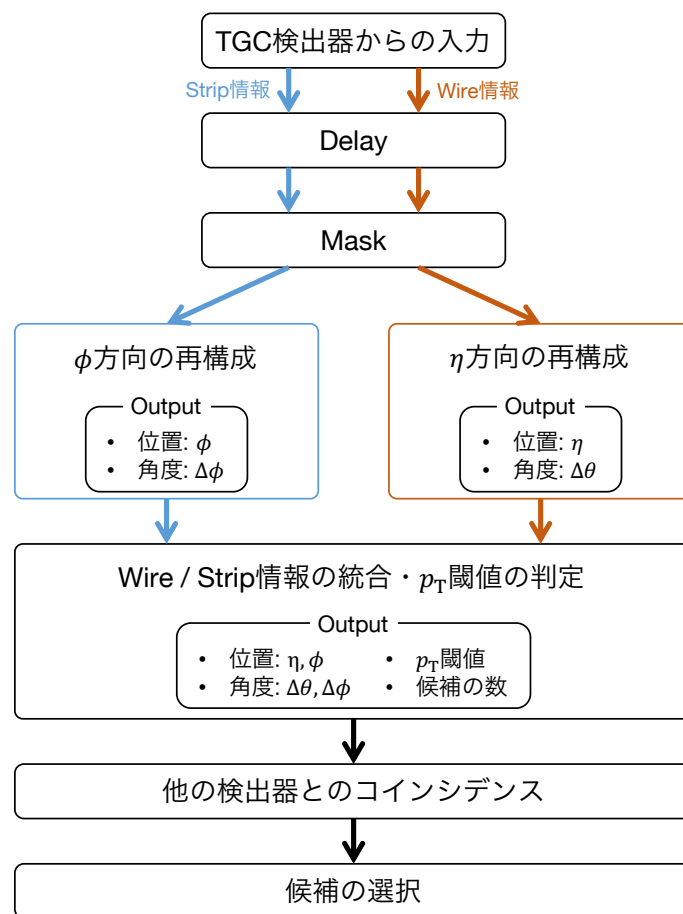 TGC検出器からの入力
Strip情報
Wire情報
Delay
Mask
ϕ方向の再構成
Output
• 位置: ϕ
• 角度: Δϕ
η方向の再構成
Output
• 位置: η
• 角度: Δθ
Wire / Strip情報の統合・p_T閾値の判定
Output
• 位置: η, ϕ • p_T閾値
• 角度: Δθ, Δϕ • 候補の数
他の検出器とのコインシデンス
候補の選択